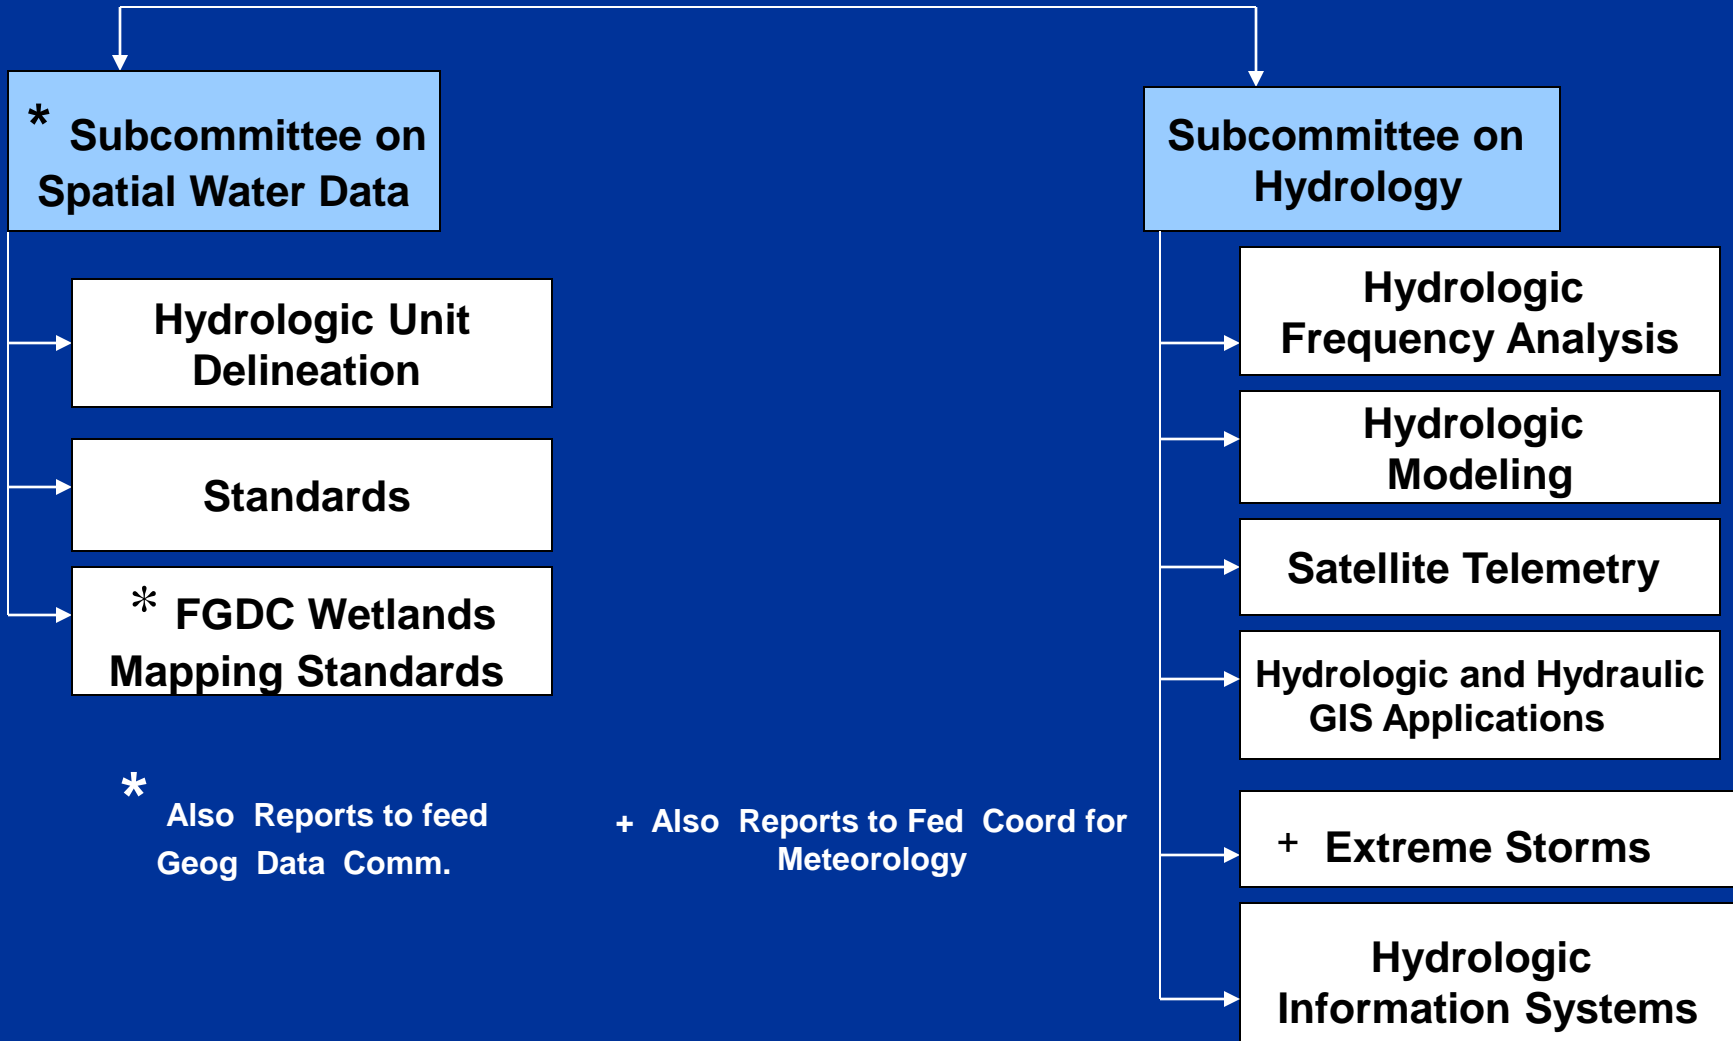 * Subcommittee on
Spatial Water Data
Hydrologic Unit
Delineation
Standards
* FGDC Wetlands
Mapping Standards
* Also Reports to feed
Geog Data Comm.
+ Also Reports to Fed Coord for
Meteorology
Subcommittee on
Hydrology
Hydrologic
Frequency Analysis
Hydrologic
Modeling
Satellite Telemetry
Hydrologic and Hydraulic
GIS Applications
+ Extreme Storms
Hydrologic
Information Systems